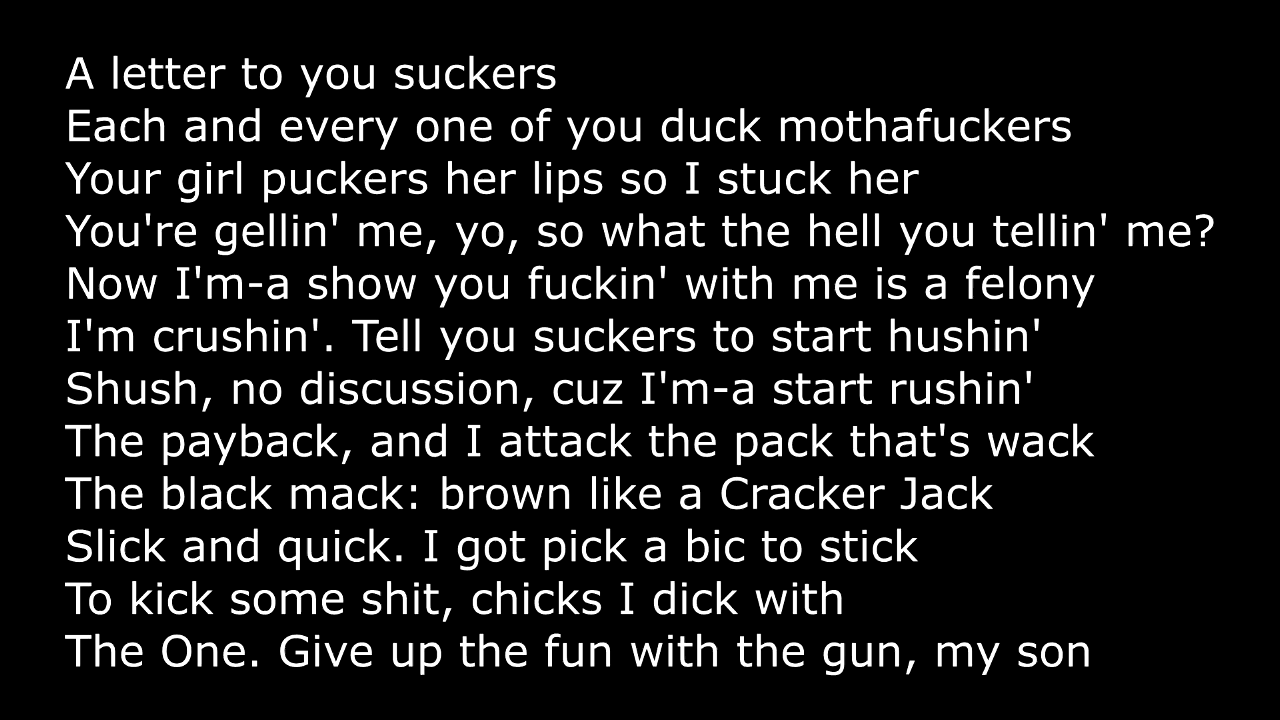 A letter to you suckers
Each and every one of you duck mothafuckers
Your girl puckers her lips so I stuck her
You're gellin' me, yo, so what the hell you tellin' me?
Now I'm-a show you fuckin' with me is a felony
I'm crushin'. Tell you suckers to start hushin'
Shush, no discussion, cuz I'm-a start rushin'
The payback, and I attack the pack that's wack
The black mack: brown like a Cracker Jack
Slick and quick. I got pick a bic to stick
To kick some shit, chicks I dick with
The One. Give up the fun with the gun, my son